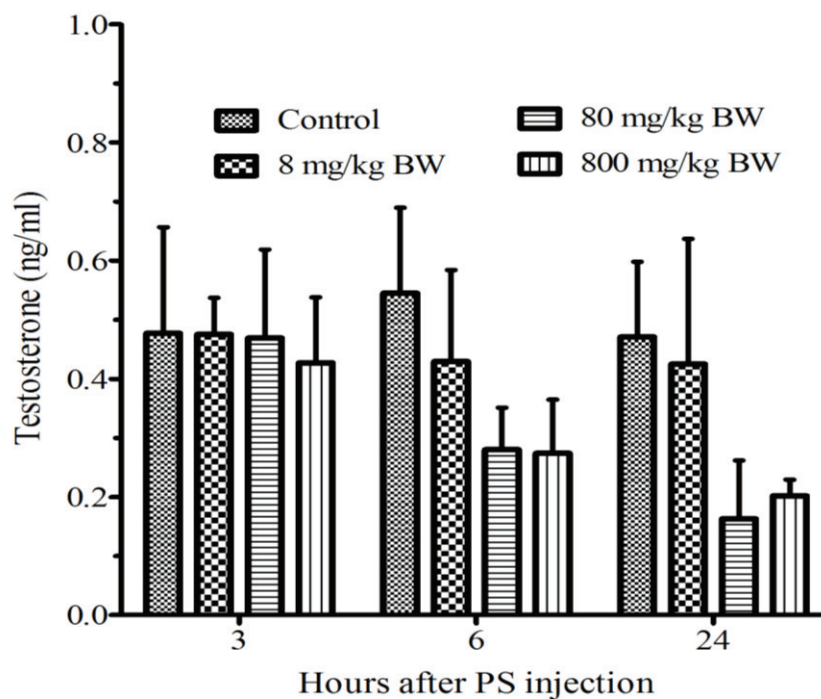 1.0
0.8
0.6
0.4
0.2
0.0
Testosterone (ng/ml)
Control
8 mg/kg BW
80 mg/kg BW
800 mg/kg BW
3
6
24
Hours after PS injection